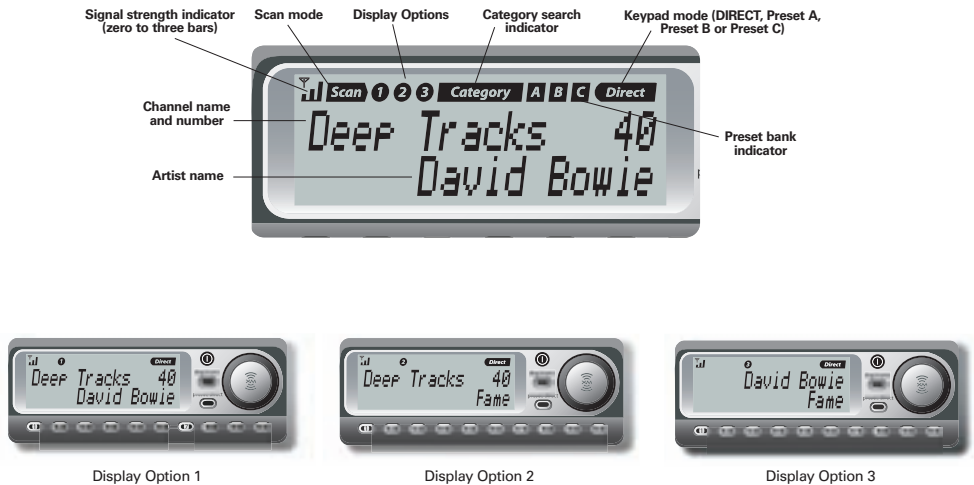 Signal strength indicator
(zero to three bars)
Scan mode
Display Options
Category search
indicator
Keypad mode (DIRECT, Preset A,
Preset B or Preset C)
Scan 1 2 3 Category A B C Direct
Channel name
and number
Deep Tracks 40
Preset bank
indicator
Artist name
David Bowie
1 Direct
Deep Tracks 40
David Bowie
2 Direct
Deep Tracks 40
Fame
3 Direct
David Bowie
Fame
Display Option 1
Display Option 2
Display Option 3